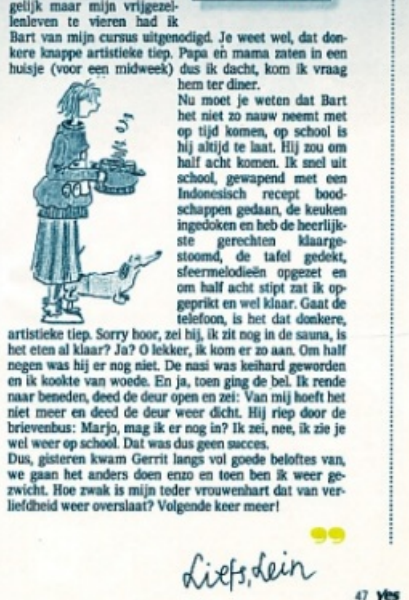 gelijk maar mijn vrijgezel-
lenleven te vieren had ik
Bart van mijn cursus uitgenodigd. Je weet wel, dat don-
kere knappe artistieke tiep. Papa en mama zaten in een
huisje (voor een midweek) dus ik dacht, kom ik vraag
hem ter diner.
Nu moet je weten dat Bart
het niet zo nauw neemt met
op tijd komen, op school is
hij altijd te laat. Hij zou om
half acht komen. Ik snel uit
school, gewapend met een
Indonesisch recept bood-
schappen gedaan, de keuken
ingedoken en heb de heerlijk-
ste gerechten klaarge-
stoomd, de tafel gedekt,
sfeermelodieën opgezet en
om half acht stipt zat ik op-
geprikt en wel klaar. Gaat de
telefoon, is het dat donkere,
artistieke tiep. Sorry hoor, zei hij, ik zit nog in de sauna, is
het eten al klaar? Ja? O lekker, ik kom er zo aan. Om half
negen was hij er nog niet. De nasi was keihard geworden
en ik kookte van woede. En ja, toen ging de bel. Ik rende
naar beneden, deed de deur open en zei: Van mij hoeft het
niet meer en deed de deur weer dicht. Hij riep door de
brievenbus: Marjo, mag ik er nog in? Ik zei, nee, ik zie je
wel weer op school. Dat was dus geen succes.
Dus, gisteren kwam Gerrit langs vol goede beloftes van,
we gaan het anders doen enzo en toen ben ik weer ge-
zwicht. Hoe zwak is mijn teder vrouwenhart dat van ver-
liefdheid weer overslaat? Volgende keer meer!
”
Liefs, Lein
47 Yes